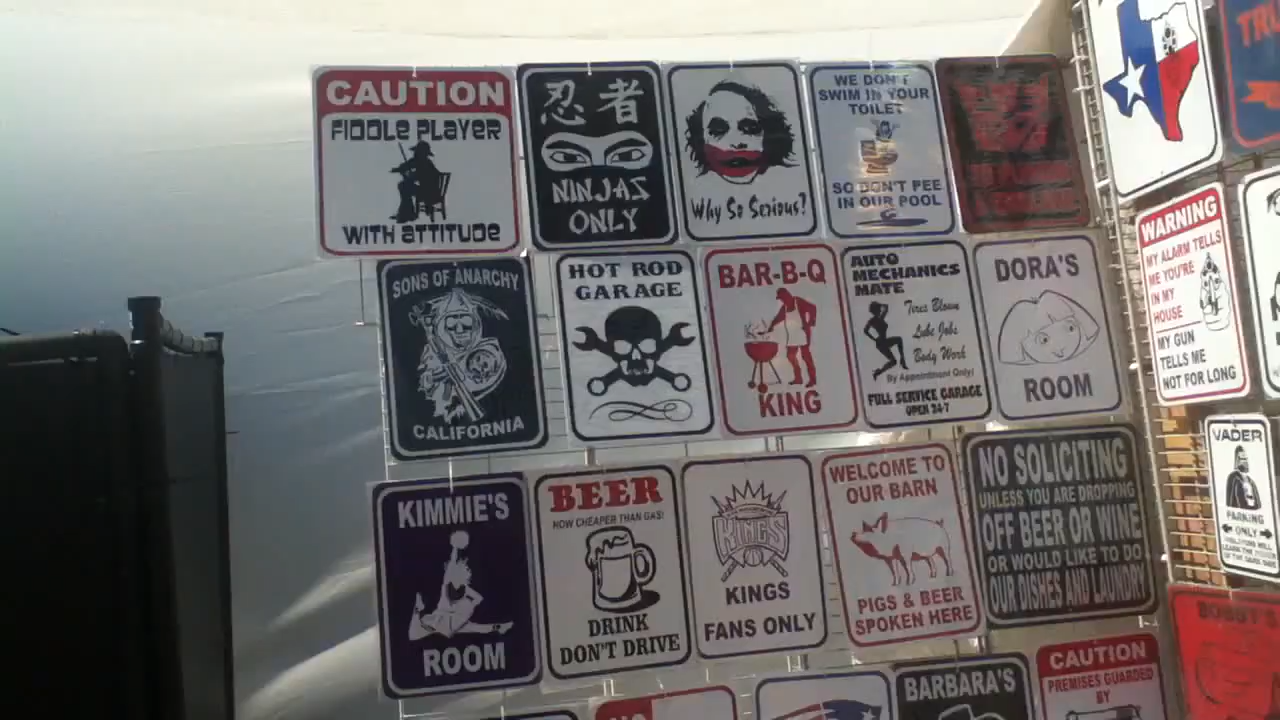 CAUTION
FIDDLE PLAYER
WITH ATTITUDE
忍者
NINJAS
ONLY
Why So Serious?
WE DON'T
SWIM IN YOUR
TOILET
SO DON'T PEE
IN OUR POOL
SONS OF ANARCHY
CALIFORNIA
HOT ROD
GARAGE
BAR-B-Q
KING
AUTO
MECHANICS
MATE
Tires Blown
Lube Jobs
Body Work
By Appointment Only!
FULL SERVICE GARAGE
OPEN 24-7
DORA'S
ROOM
WARNING
MY ALARM TELLS
ME YOU'RE
IN MY
HOUSE
MY GUN
TELLS ME
NOT FOR LONG
KIMMIE'S
ROOM
BEER
NOW CHEAPER THAN GAS!
DRINK
DON'T DRIVE
KINGS
KINGS
FANS ONLY
WELCOME TO
OUR BARN
PIGS & BEER
SPOKEN HERE
NO SOLICITING
UNLESS YOU ARE DROPPING
OFF BEER OR WINE
OR WOULD LIKE TO DO
OUR DISHES AND LAUNDRY
VADER
PARKING
ONLY
BOBBY'S
BARBARA'S
CAUTION
PREMISES GUARDED
BY